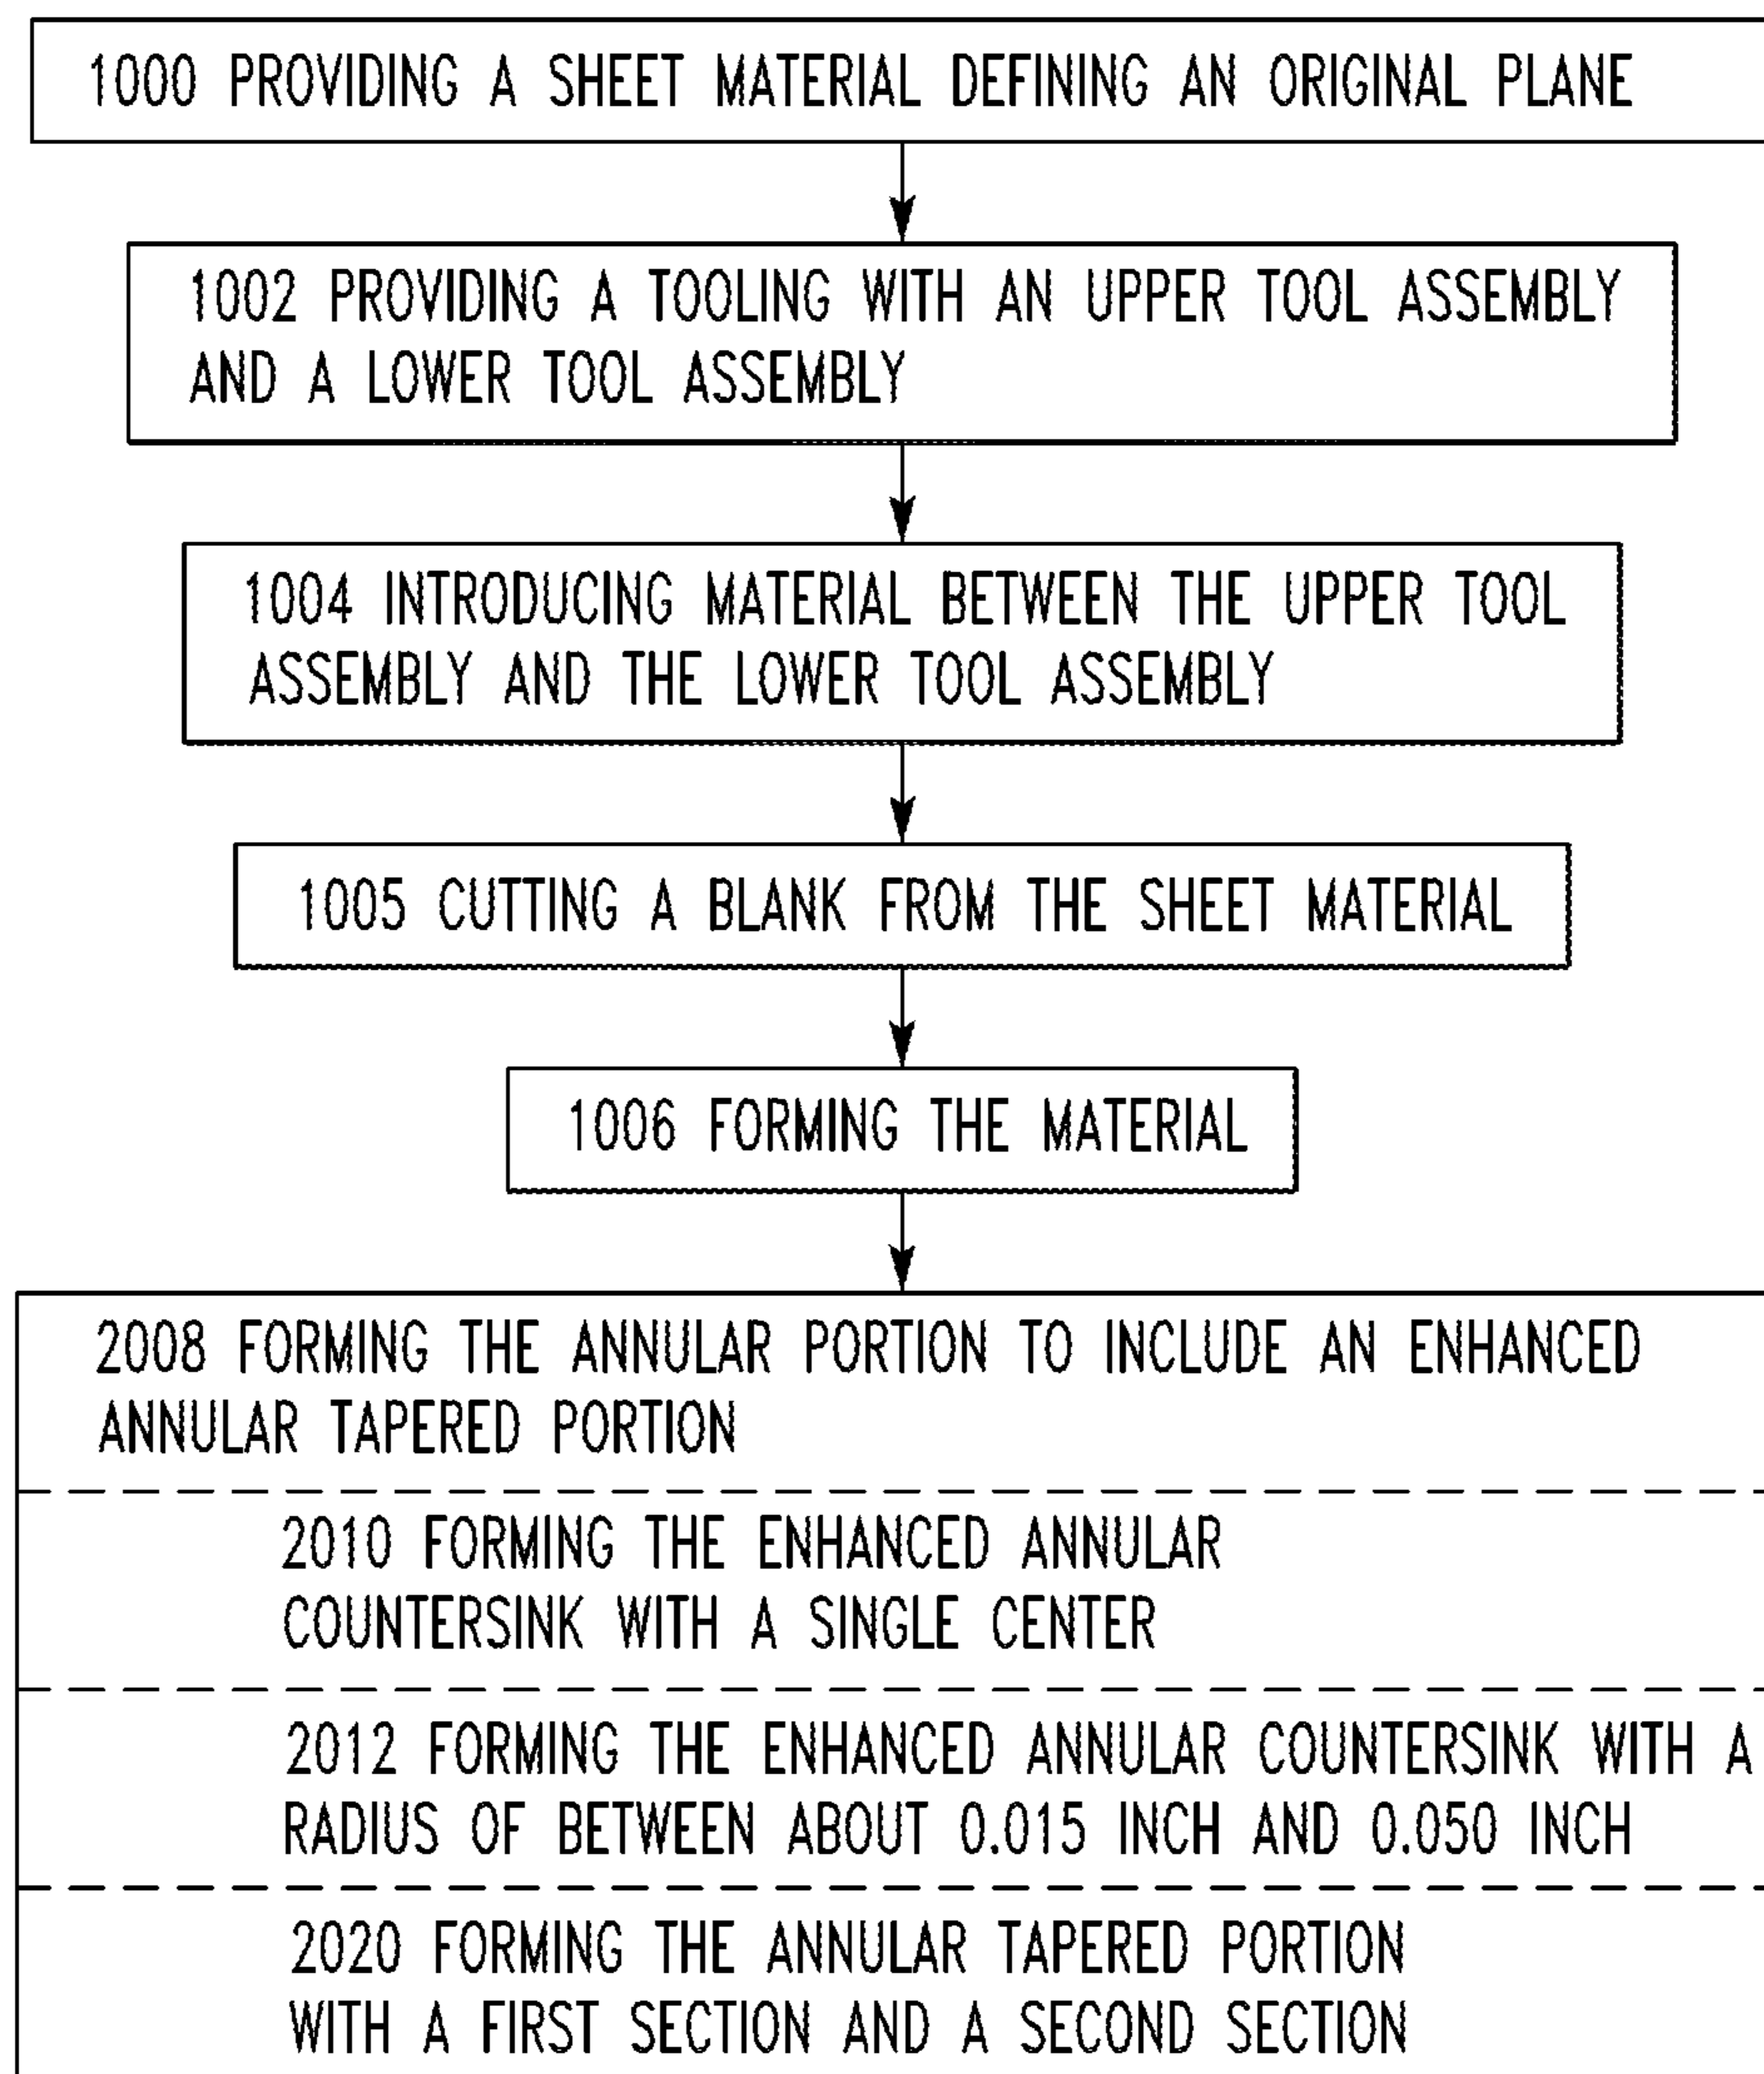 1000 PROVIDING A SHEET MATERIAL DEFINING AN ORIGINAL PLANE
1002 PROVIDING A TOOLING WITH AN UPPER TOOL ASSEMBLY
AND A LOWER TOOL ASSEMBLY
1004 INTRODUCING MATERIAL BETWEEN THE UPPER TOOL
ASSEMBLY AND THE LOWER TOOL ASSEMBLY
1005 CUTTING A BLANK FROM THE SHEET MATERIAL
1006 FORMING THE MATERIAL
2008 FORMING THE ANNULAR PORTION TO INCLUDE AN ENHANCED
ANNULAR TAPERED PORTION
2010 FORMING THE ENHANCED ANNULAR
COUNTERSINK WITH A SINGLE CENTER
2012 FORMING THE ENHANCED ANNULAR COUNTERSINK WITH A
RADIUS OF BETWEEN ABOUT 0.015 INCH AND 0.050 INCH
2020 FORMING THE ANNULAR TAPERED PORTION
WITH A FIRST SECTION AND A SECOND SECTION